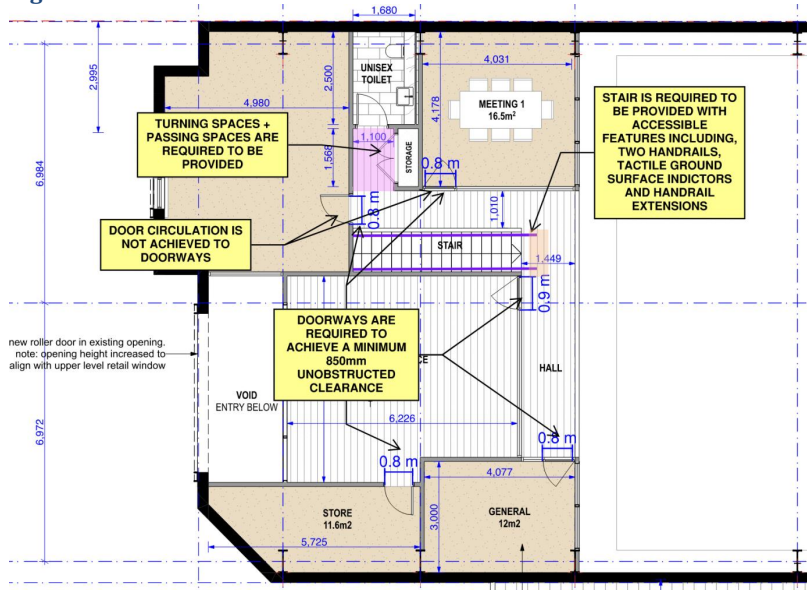 1,680
2,995
2,500
UNISEX
TOILET
4,031
4,178
MEETING 1
16.5m²
4,980
TURNING SPACES +
PASSING SPACES ARE
REQUIRED TO BE
PROVIDED
1,100
1,568
STORAGE
0.8 m
STAIR IS REQUIRED TO
BE PROVIDED WITH
ACCESSIBLE
FEATURES INCLUDING,
TWO HANDRAILS,
TACTILE GROUND
SURFACE INDICTORS
AND HANDRAIL
EXTENSIONS
6,984
0.8 m
1,010
DOOR CIRCULATION IS
NOT ACHIEVED TO
DOORWAYS
STAIR
1,449
0.9 m
DOORWAYS ARE
REQUIRED TO
ACHIEVE A MINIMUM
850mm
UNOBSTRUCTED
CLEARANCE
CE
new roller door in existing opening.
note: opening height increased to
align with upper level retail window
HALL
VOID
ENTRY BELOW
6,972
6,226
0.8 m
0.8 m
4,077
STORE
11.6m2
GENERAL
12m2
3,000
5,725